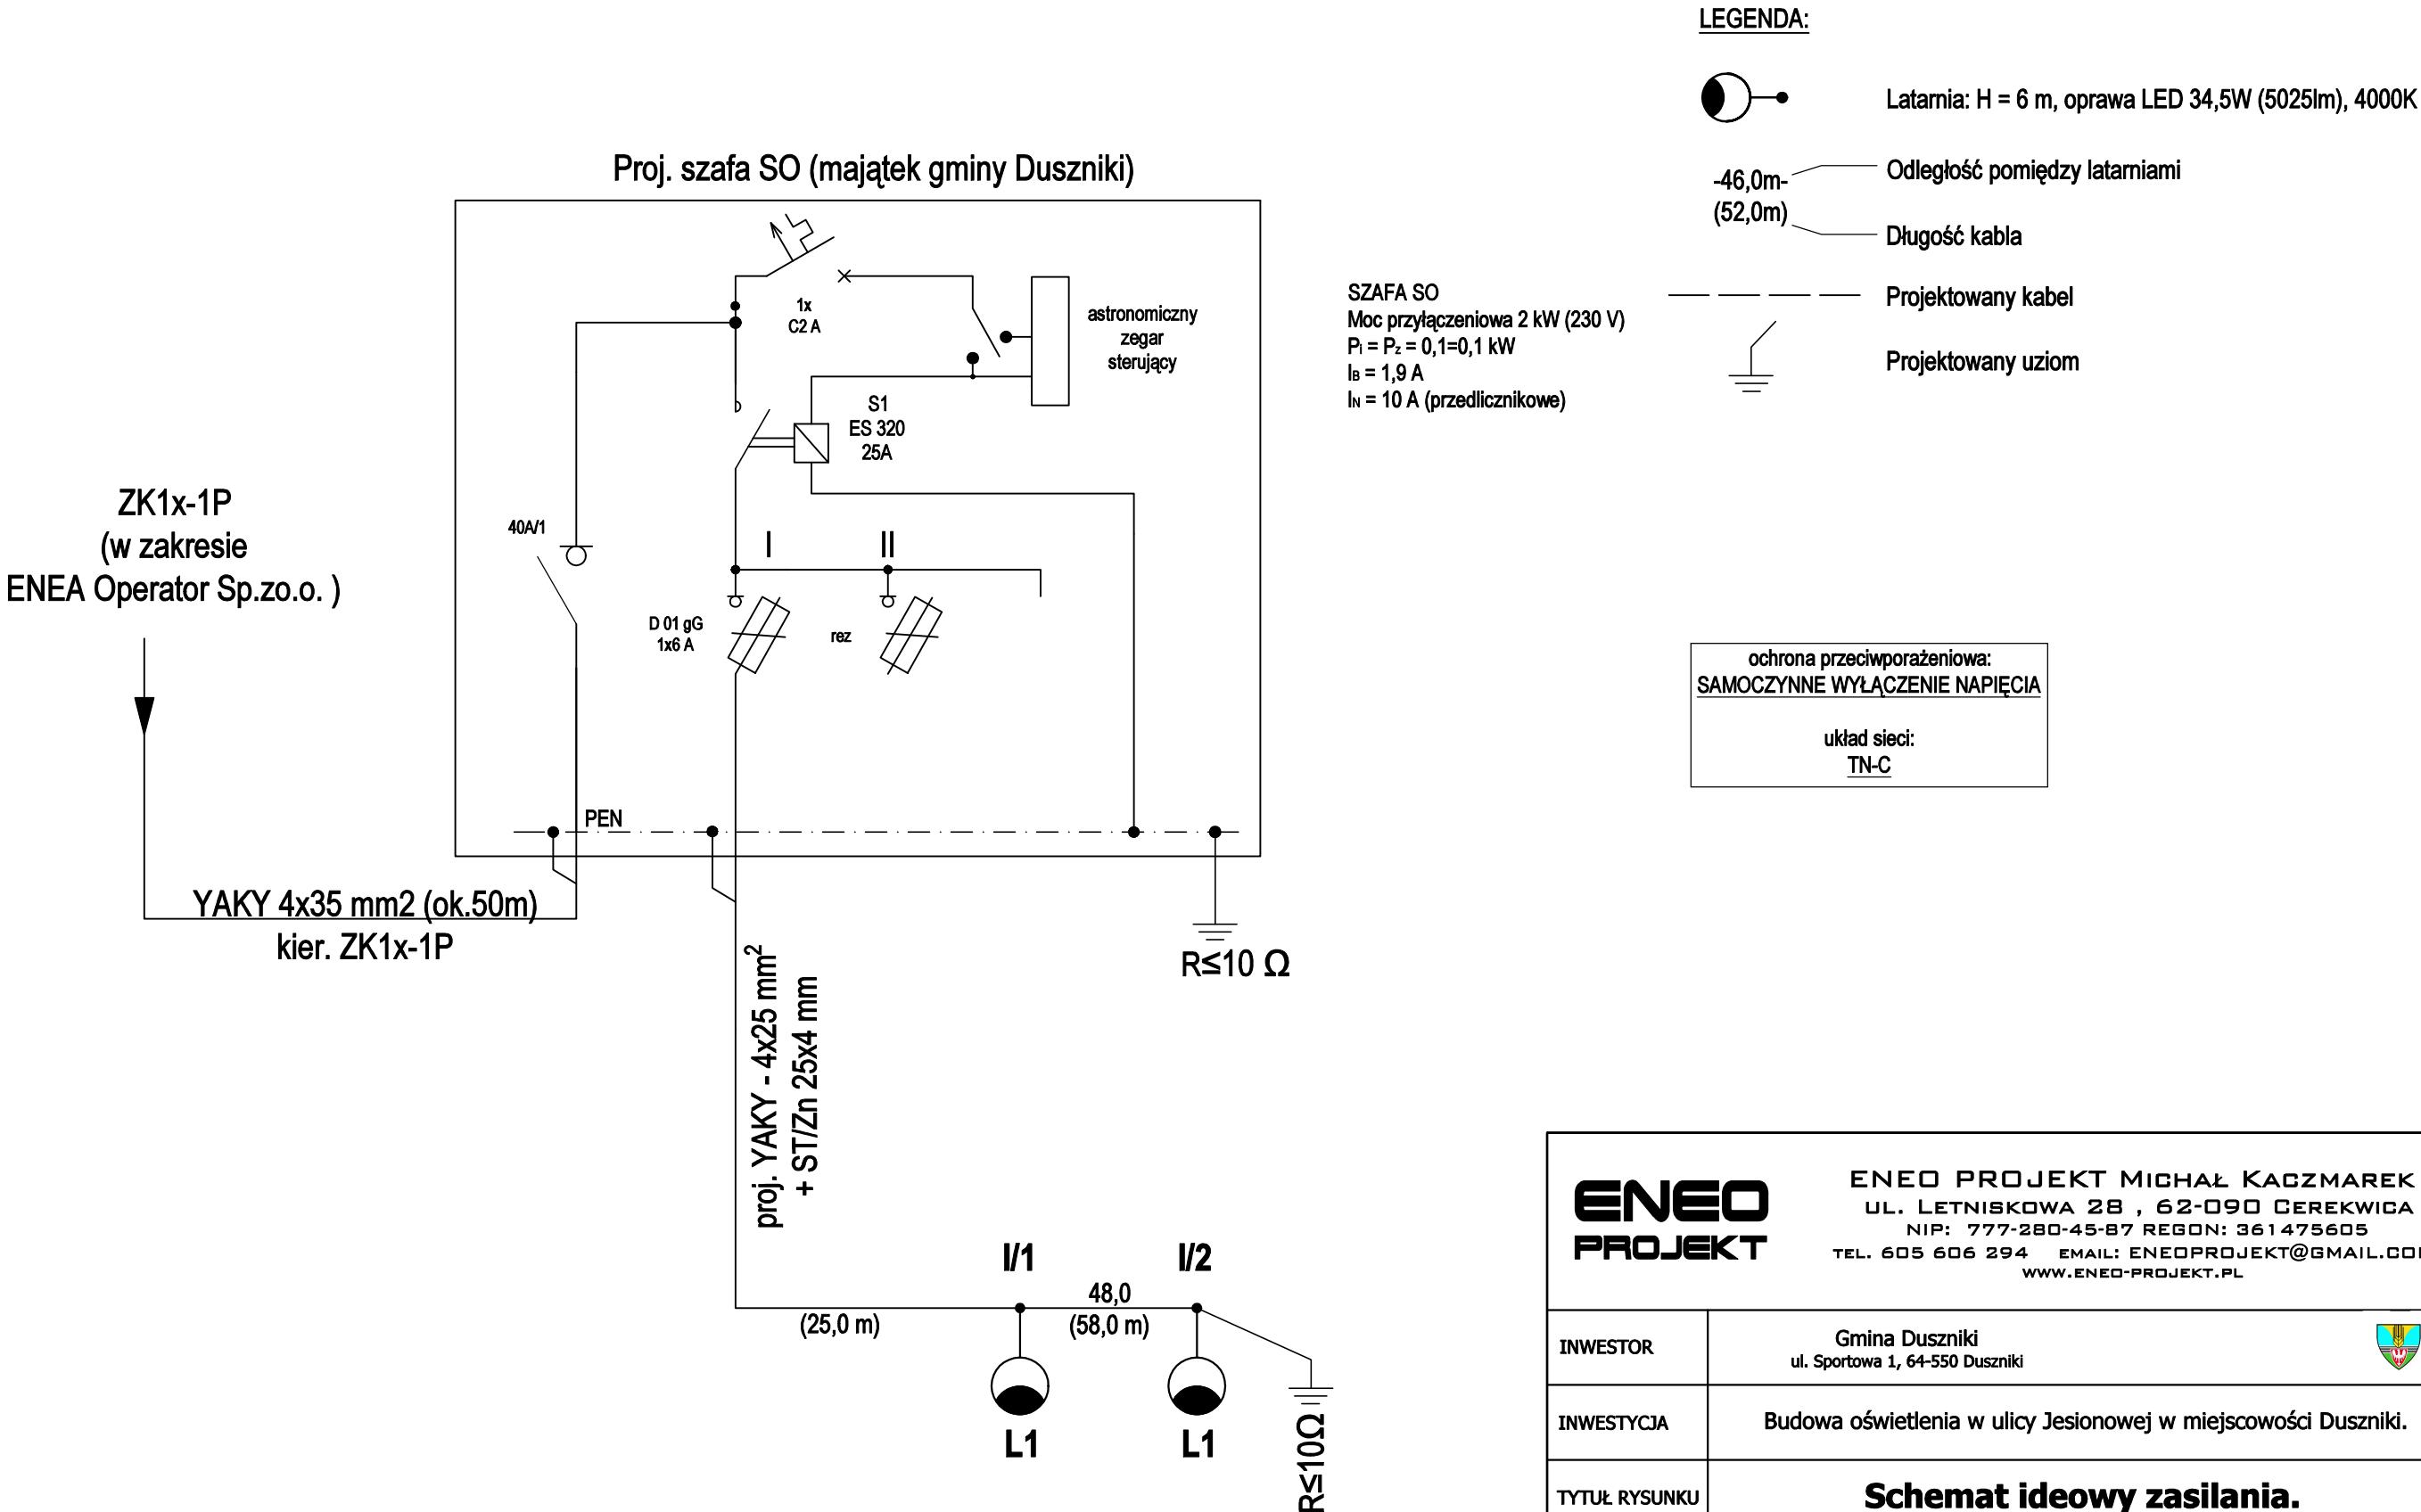 LEGENDA:
Latarnia: H = 6 m, oprawa LED 34,5W (5025lm), 4000K
-46,0m-
(52,0m)
Odległość pomiędzy latarniami
Długość kabla
Projektowany kabel
Projektowany uziom
Proj. szafa SO (majątek gminy Duszniki)
1x
C2 A
astronomiczny
zegar
sterujący
S1
ES 320
25A
40A/1
I
II
D 01 gG
1x6 A
rez
PEN
SZAFA SO
Moc przyłączeniowa 2 kW (230 V)
Pi = Pz = 0,1=0,1 kW
IB = 1,9 A
IN = 10 A (przedlicznikowe)
ZK1x-1P
(w zakresie
ENEA Operator Sp.zo.o. )
YAKY 4x35 mm2 (ok.50m)
kier. ZK1x-1P
ochrona przeciwporażeniowa:
SAMOCZYNNE WYŁĄCZENIE NAPIĘCIA
układ sieci:
TN-C
R≤10 Ω
proj. YAKY - 4x25 mm²
+ ST/Zn 25x4 mm
I/1
I/2
48,0
(25,0 m)
(58,0 m)
L1
L1
R≤10Ω
ENEO
PROJEKT
ENEO PROJEKT Michał Kaczmarek
ul. Letniskowa 28 , 62-090 Cerekwica
NIP: 777-280-45-87 REGON: 361475605
tel. 605 606 294 email: ENEOPROJEKT@GMAIL.CO
www.eneo-projekt.pl
INWESTOR
Gmina Duszniki
ul. Sportowa 1, 64-550 Duszniki
INWESTYCJA
Budowa oświetlenia w ulicy Jesionowej w miejscowości Duszniki.
TYTUŁ RYSUNKU
Schemat ideowy zasilania.